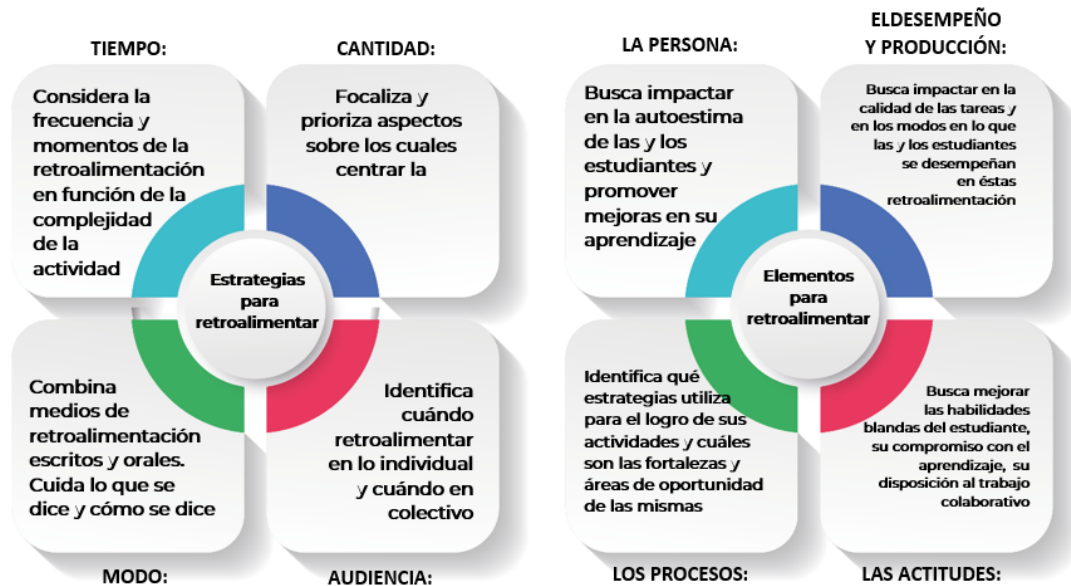 TIEMPO:
Considera la
frecuencia y
momentos de la
retroalimentación
en función de la
complejidad
de la
actividad
CANTIDAD:
Focaliza y
prioriza aspectos
sobre los cuales
centrar la
Estrategias
para
retroalimentar
Combina
medios de
retroalimentación
escritos y orales.
Cuida lo que se
dice y cómo se dice
MODO:
Identifica
cuándo
retroalimentar
en lo individual
y cuándo en
colectivo
AUDIENCIA:
LA PERSONA:
Busca impactar
en la autoestima
de las y los
estudiantes y
promover
mejoras en su
aprendizaje
ELDESEMPEÑO
Y PRODUCCIÓN:
Busca impactar en la
calidad de las tareas y
en los modos en lo que
las y los estudiantes
se desempeñan
en éstas
retroalimentación
Elementos
para
retroalimentar
Identifica qué
estrategias utiliza
para el logro de sus
actividades y cuáles
son las fortalezas y
áreas de oportunidad
de las mismas
LOS PROCESOS:
Busca mejorar
las habilidades
blandas del estudiante,
su compromiso con el
aprendizaje, su
disposición al trabajo
colaborativo
LAS ACTITUDES: